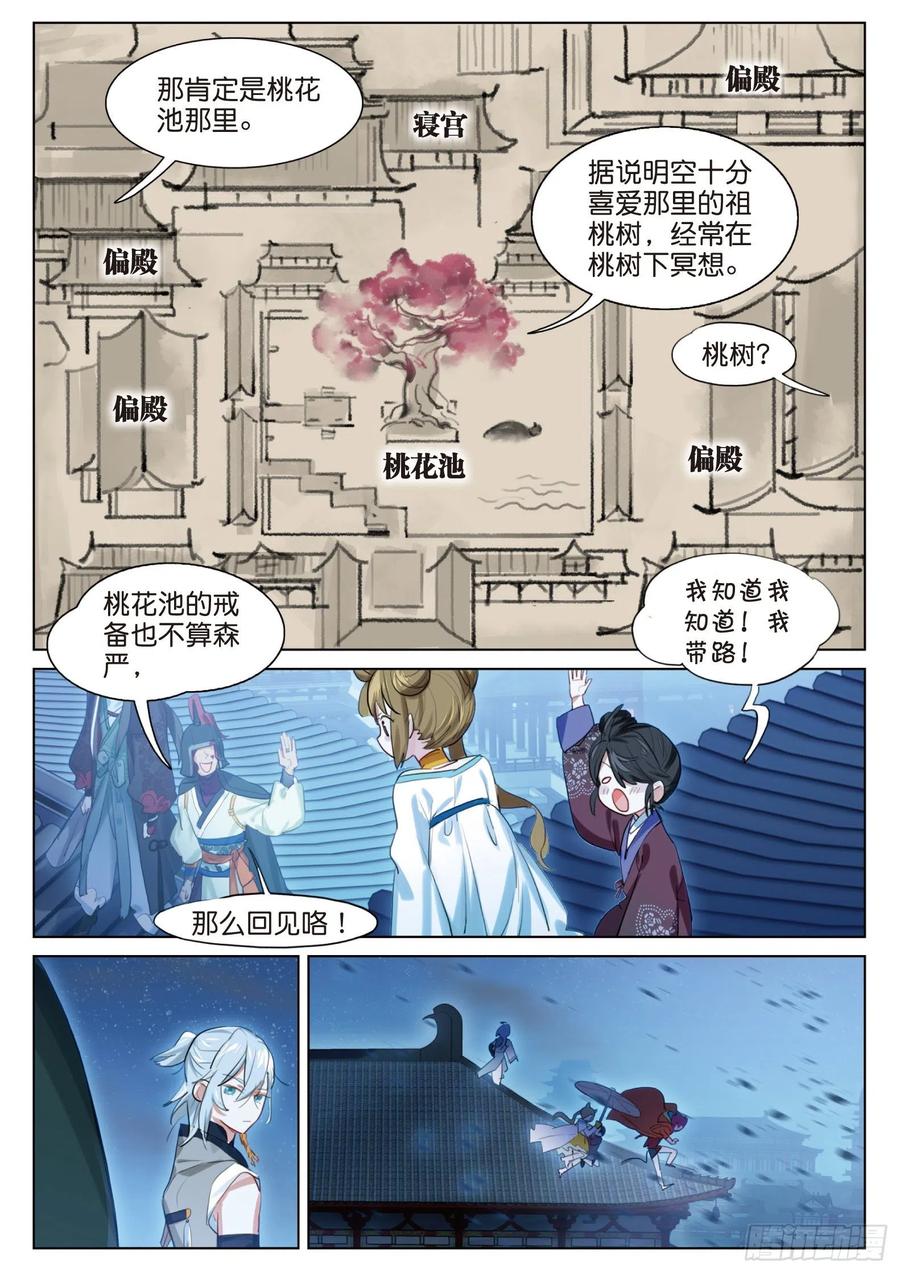 那肯定是桃花
池那里。
寝宫
偏殿
据说明空十分
喜爱那里的祖
桃树，经常在
桃树下冥想。
偏殿
桃树？
偏殿
桃花池
偏殿
桃花池的戒
备也不算森
严，
我知道我
知道！我
带路！
那么回见咯！
腾讯动漫